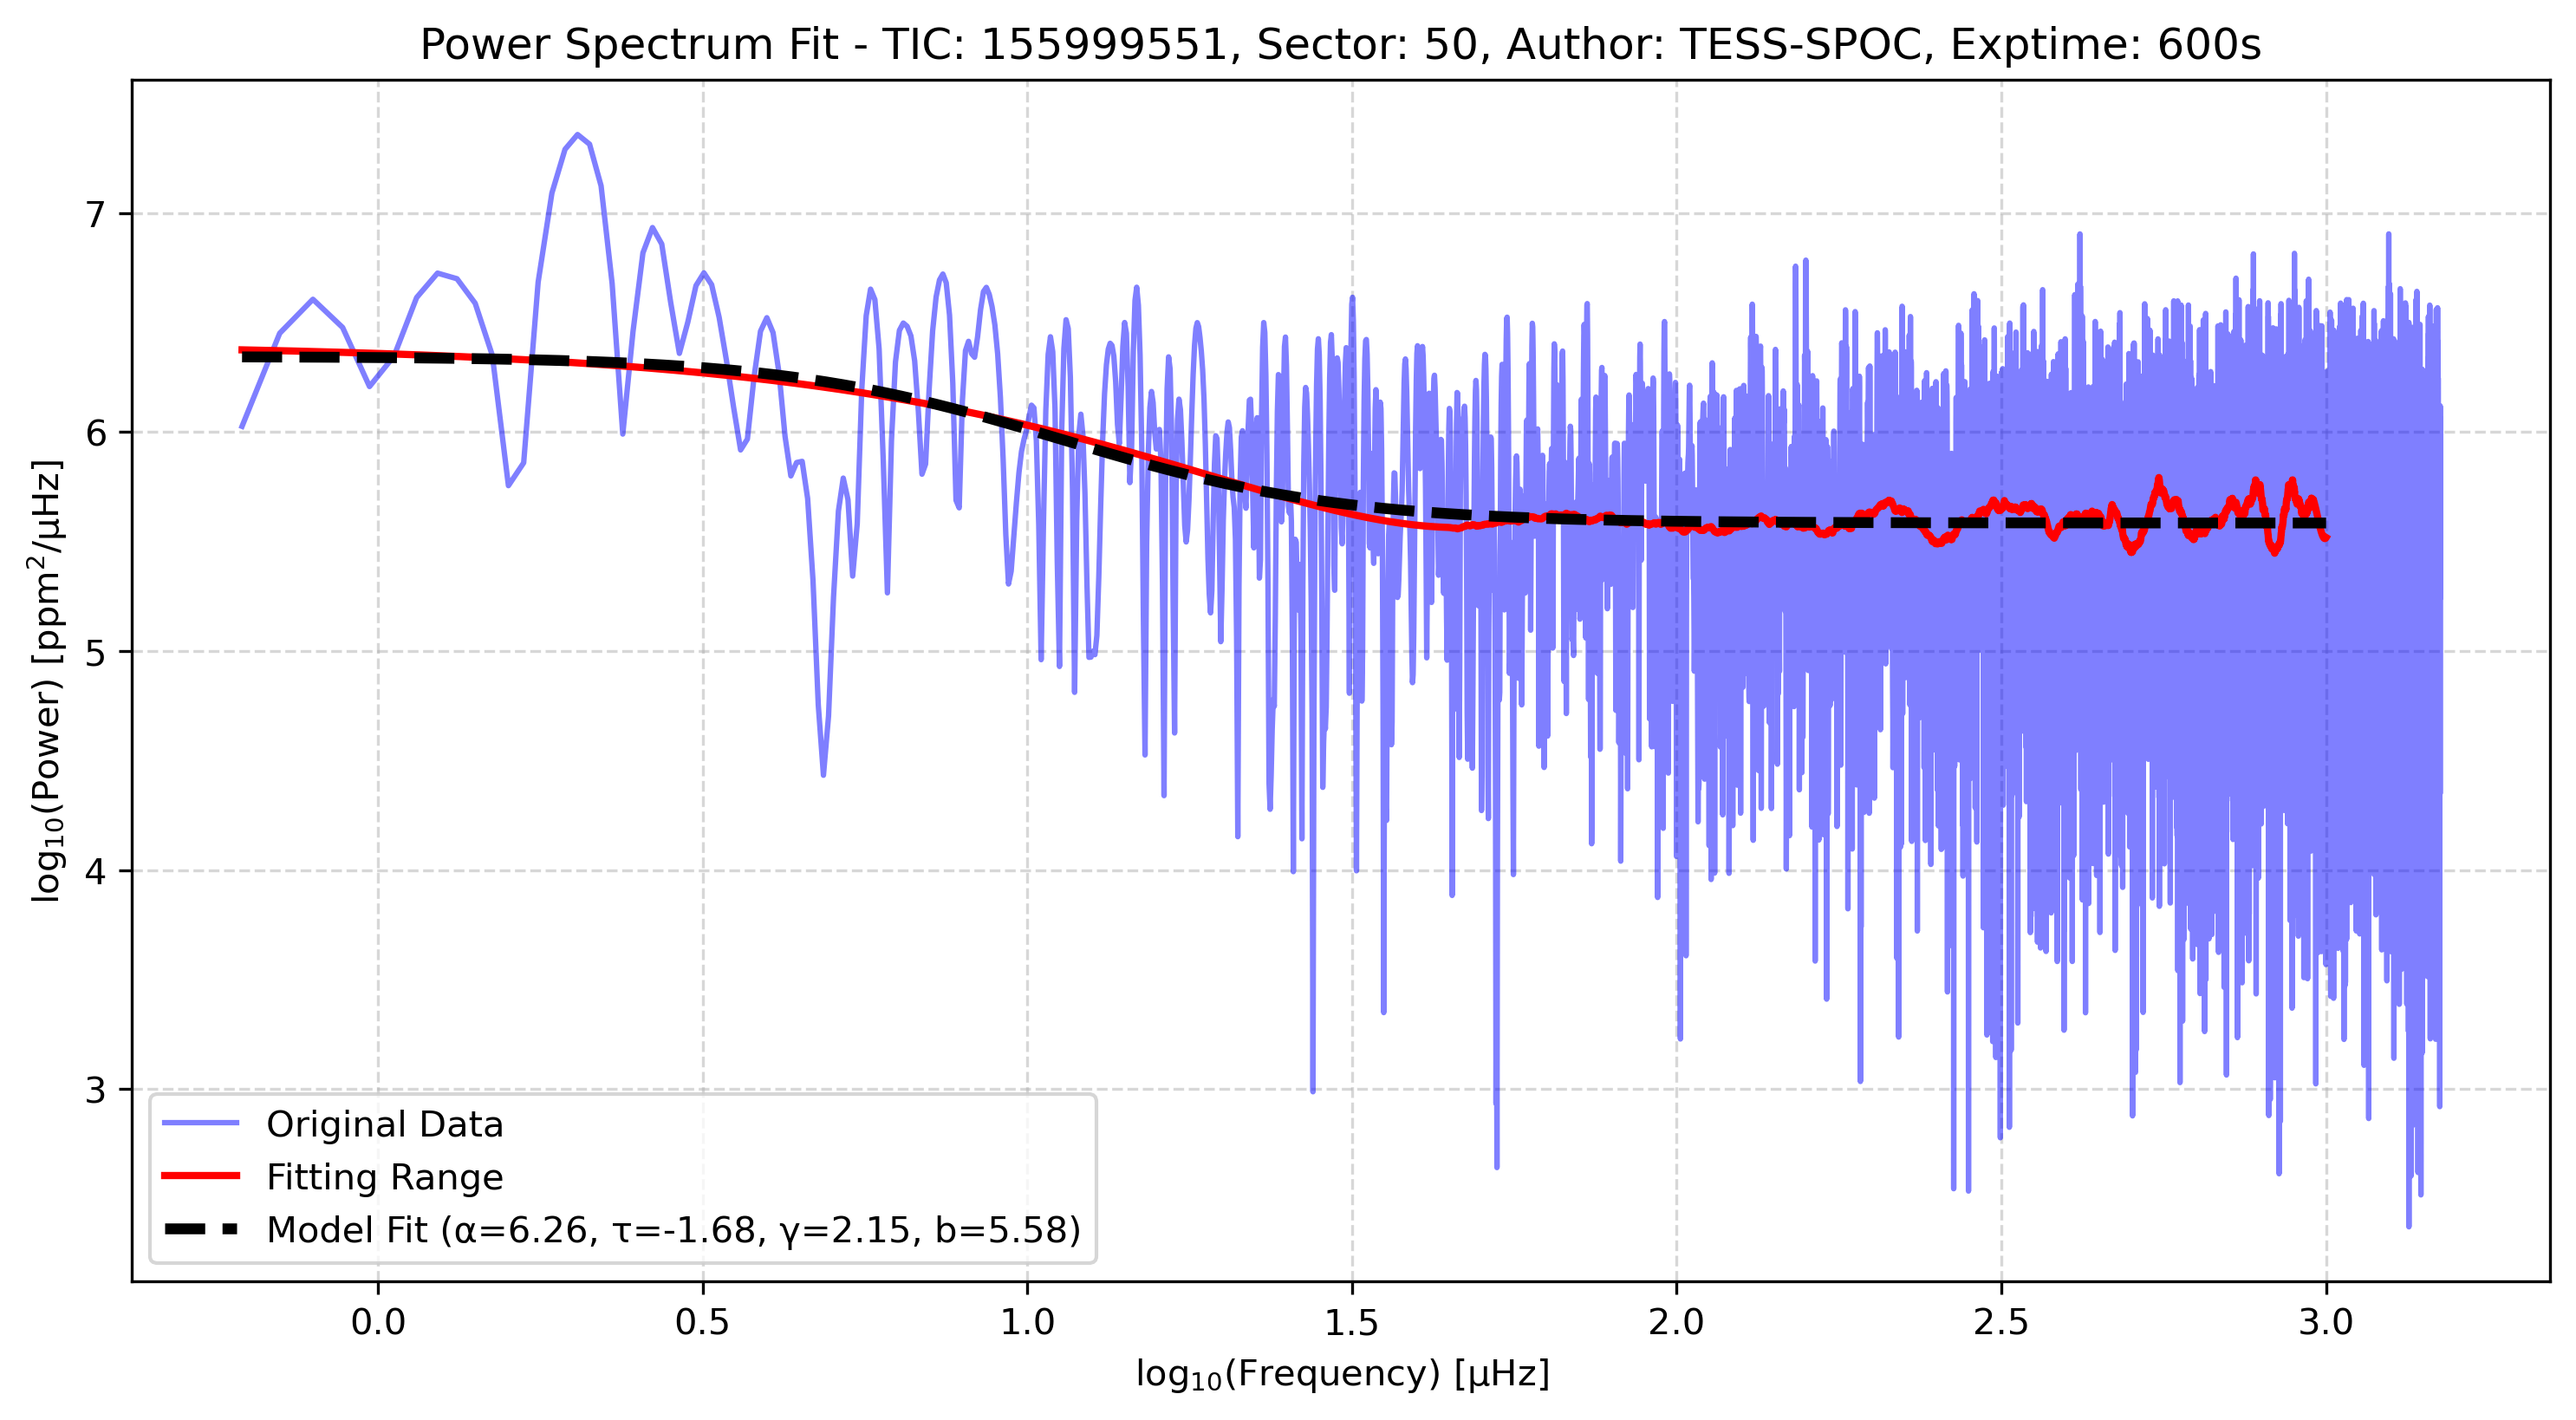 Power Spectrum Fit - TIC: 155999551, Sector: 50, Author: TESS-SPOC, Exptime: 600s
log₁₀(Power) [ppm²/μHz]
7
6
5
4
3
Original Data
Fitting Range
Model Fit (α=6.26, τ=-1.68, γ=2.15, b=5.58)
0.0 0.5 1.0 1.5 2.0 2.5 3.0
log₁₀(Frequency) [μHz]